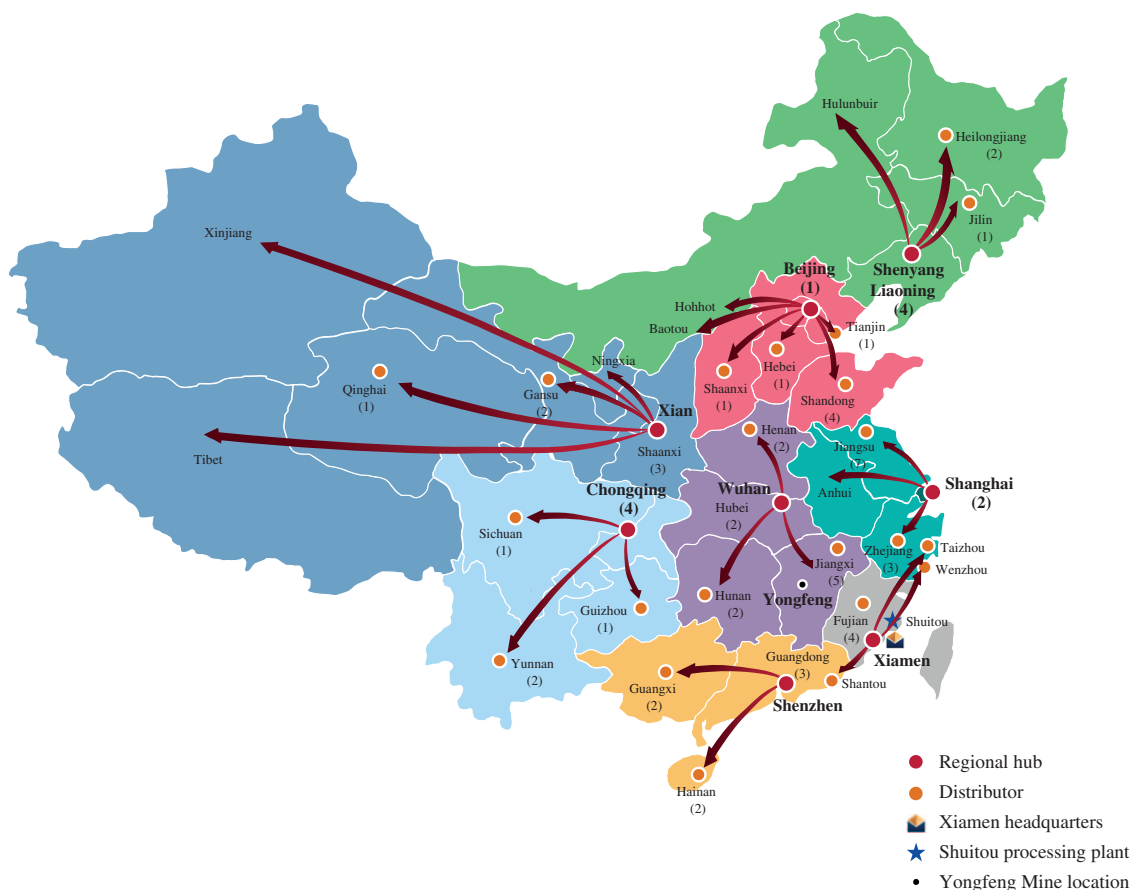 Hulunbuir
Heilongjiang
(2)
Jilin
(1)
Xinjiang
Shenyang
Liaoning
(4)
Beijing
(1)
Hohhot
Baotou
Tianjin
(1)
Ningxia
Hebei
(1)
Shaanxi
(1)
Shandong
(4)
Qinghai
(1)
Gansu
(2)
Xian
Shaanxi
(3)
Tibet
Henan
(2)
Jiangsu
(7)
Anhui
Shanghai
(2)
Chongqing
(4)
Wuhan
Hubei
(2)
Sichuan
(1)
Zhejiang
(3)
Taizhou
Wenzhou
Jiangxi
(5)
Yongfeng
Hunan
(2)
Guizhou
(1)
Fujian
(4)
Shuitou
Xiamen
Yunnan
(2)
Guangdong
(3)
Guangxi
(2)
Shantou
Shenzhen
Hainan
(2)
Regional hub
Distributor
Xiamen headquarters
Shuitou processing plant
Yongfeng Mine location